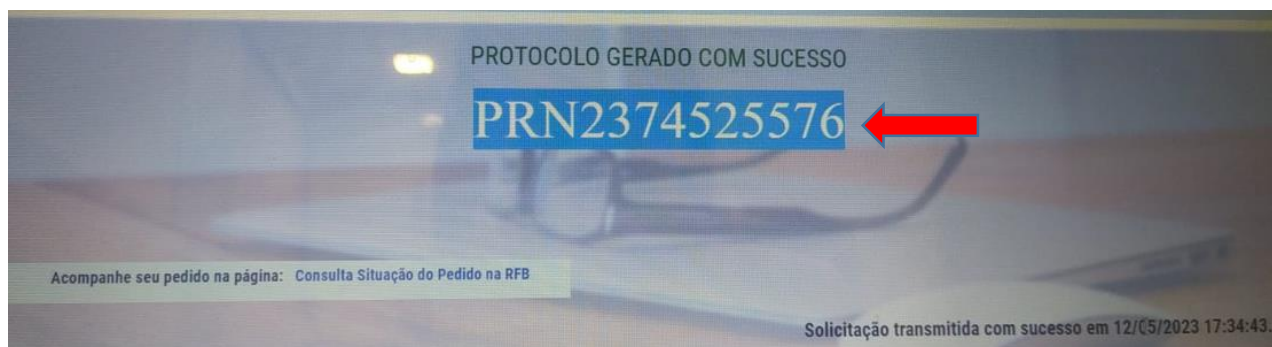 PROTOCOLO GERADO COM SUCESSO
PRN2374525576
Acompanhe seu pedido na página: Consulta Situação do Pedido na RFB
Solicitação transmitida com sucesso em 12/05/2023 17:34:43.